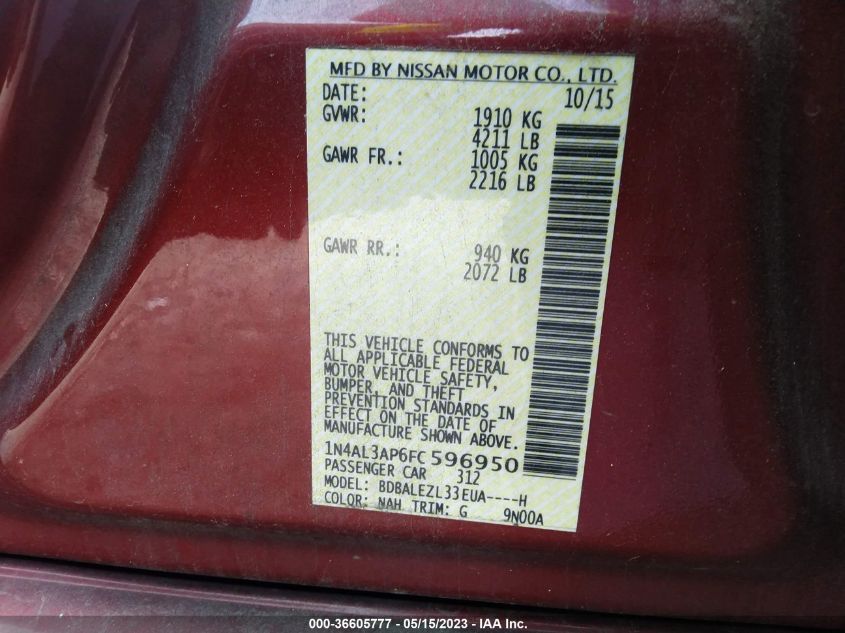 MFD BY NISSAN MOTOR CO., LTD.
DATE: 10/15
GVWR: 1910 KG
4211 LB
GAWR FR.: 1005 KG
2216 LB
GAWR RR.: 940 KG
2072 LB
THIS VEHICLE CONFORMS TO
ALL APPLICABLE FEDERAL
MOTOR VEHICLE SAFETY,
BUMPER, AND THEFT
PREVENTION STANDARDS IN
EFFECT ON THE DATE OF
MANUFACTURE SHOWN ABOVE.
1N4AL3AP6FC 596950
PASSENGER CAR 312
MODEL: BDBALEZL33EUA----H
COLOR: NAH TRIM: G 9N00A
000-36605777 - 05/15/2023 - IAA Inc.